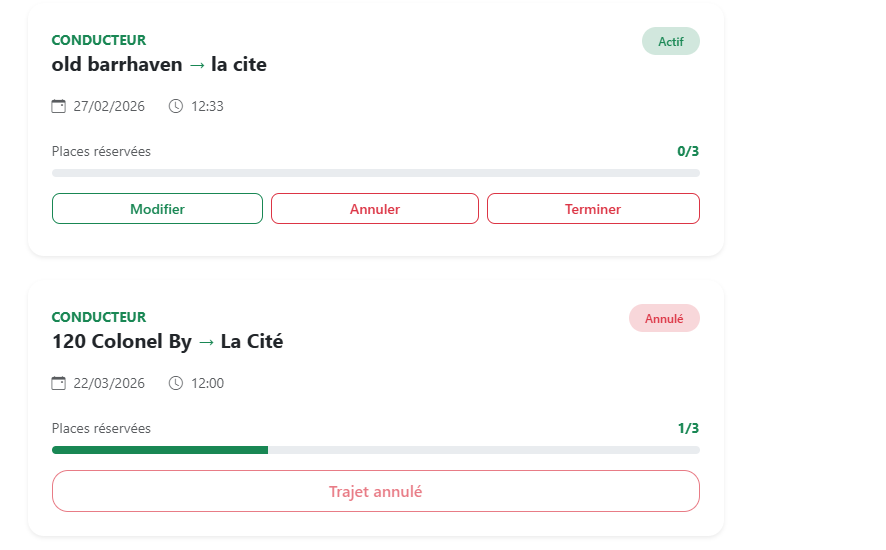 CONDUCTEUR
Actif
old barrhaven → la cite
27/02/2026 12:33
Places réservées 0/3
Modifier Annuler Terminer
CONDUCTEUR
Annulé
120 Colonel By → La Cité
22/03/2026 12:00
Places réservées 1/3
Trajet annulé